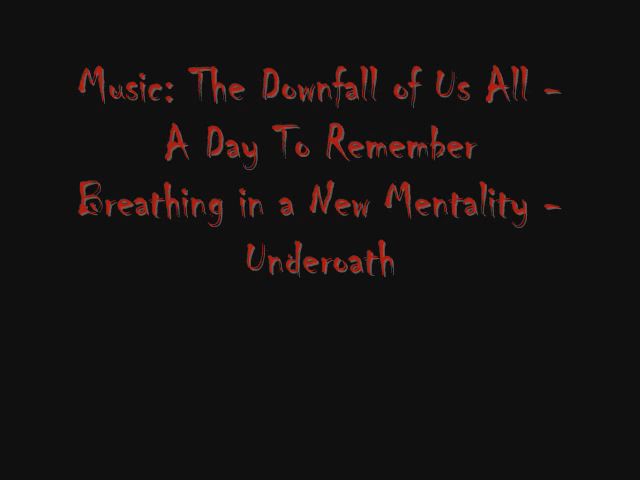 Music: The Downfall of Us All -
A Day To Remember
Breathing in a New Mentality -
Underoath